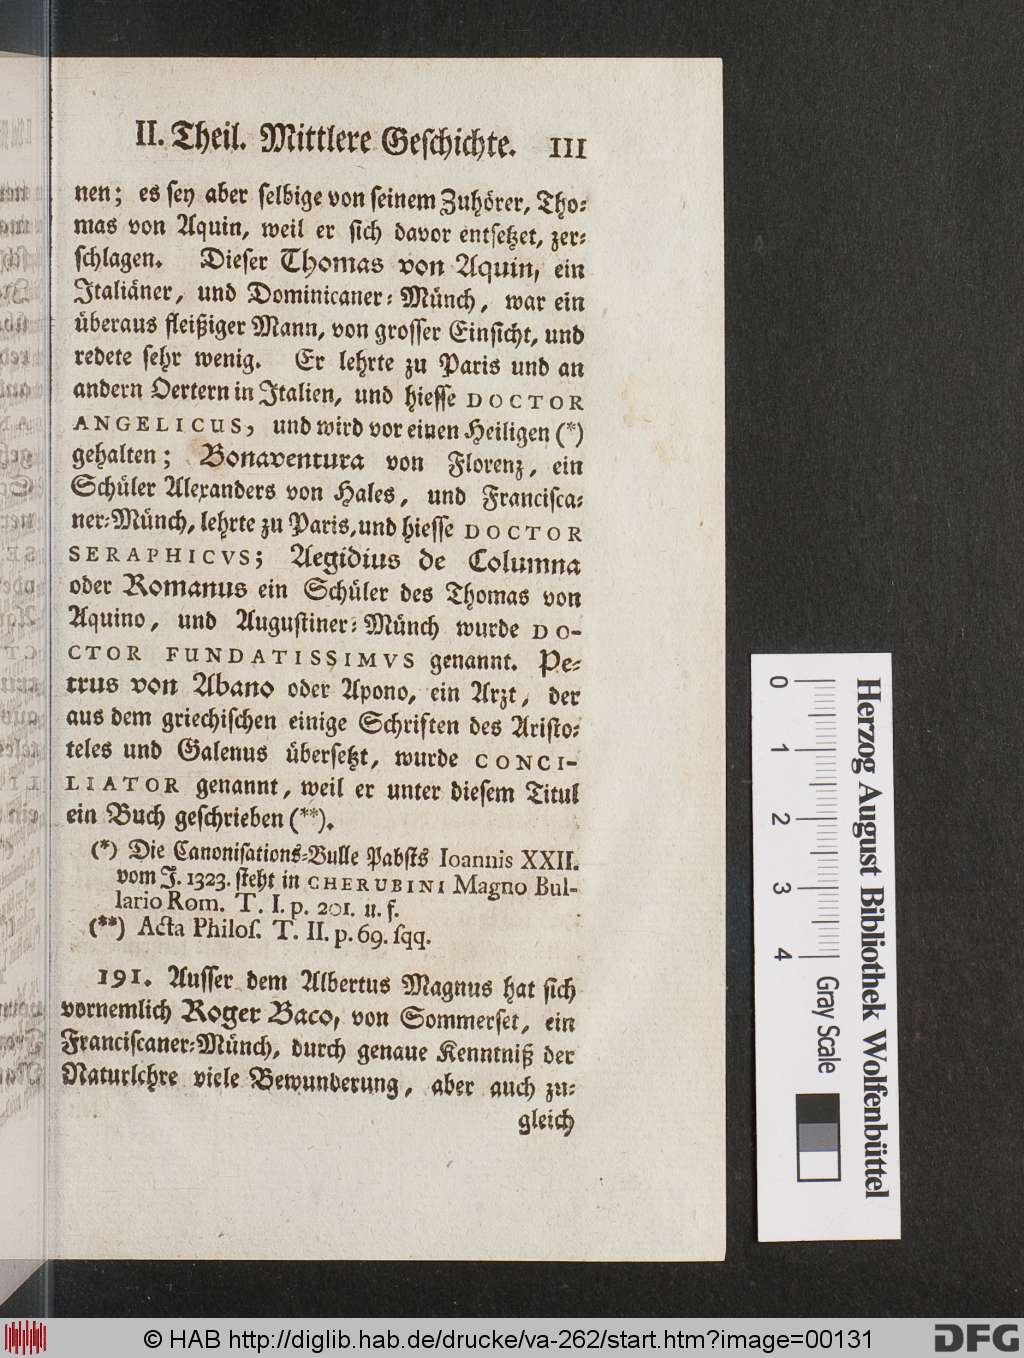 II. Theil. Mittlere Geschichte. 111
nen; es sey aber selbige von seinem Zuhörer, Tho-
mas von Aquin, weil er sich davor entsetzet, zer-
schlagen. Dieser Thomas von Aquin, ein
Italiäner, und Dominicaner-Münch, war ein
überaus fleißiger Mann, von grosser Einsicht, und
redete sehr wenig. Er lehrte zu Paris und an
andern Oertern in Italien, und hiesse DOCTOR
ANGELICUS, und wird vor einen Heiligen (*)
gehalten; Bonaventura von Florenz, ein
Schüler Alexanders von Hales, und Francisca-
ner-Münch, lehrte zu Paris, und hiesse DOCTOR
SERAPHICVS; Aegidius de Columna
oder Romanus ein Schüler des Thomas von
Aquino, und Augustiner-Münch wurde DO-
CTOR FUNDATISSIMVS genannt. Pe-
trus von Abano oder Apono, ein Arzt, der
aus dem griechischen einige Schriften des Aristo-
teles und Galenus übersetzt, wurde CONCI-
LIATOR genannt, weil er unter diesem Titul
ein Buch geschrieben (**).
(*) Die Canonisations-Bulle Pabsts Ioannis XXII.
vom J. 1323. steht in CHERUBINI Magno Bul-
lario Rom. T. I. p. 201. u. f.
(**) Acta Philos. T. II. p. 69. sqq.
191. Ausser dem Albertus Magnus hat sich
vornemlich Roger Baco, von Sommerset, ein
Franciscaner-Münch, durch genaue Kenntniß der
Naturlehre viele Bewunderung, aber auch zu-
gleich
0 1 2 3 4 Gray Scale
Herzog August Bibliothek Wolfenbüttel
© HAB http://diglib.hab.de/drucke/va-262/start.htm?image=00131
DFG